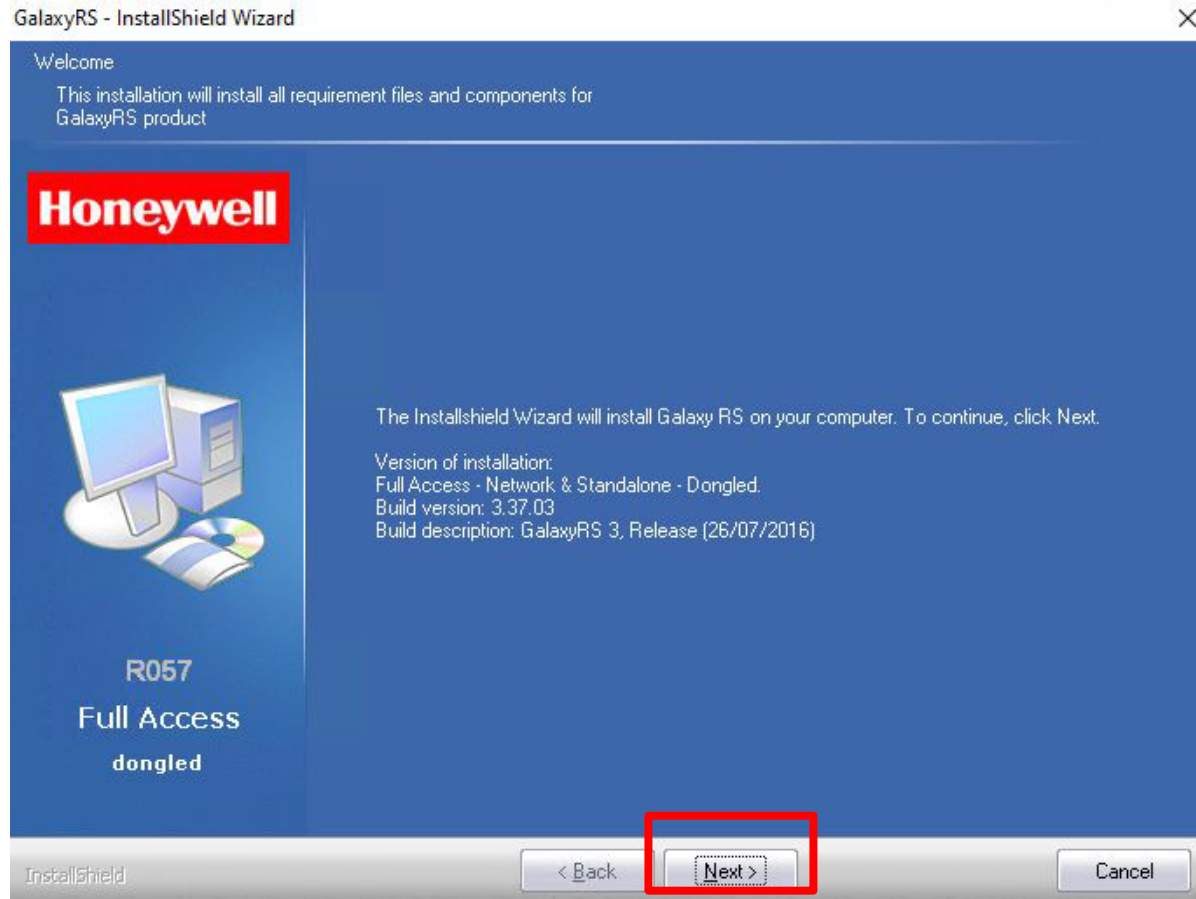 GalaxyRS - InstallShield Wizard
Welcome
This installation will install all requirement files and components for
GalaxyRS product
Honeywell
The Installshield Wizard will install Galaxy RS on your computer. To continue, click Next.
Version of installation:
Full Access - Network & Standalone - Dongled.
Build version: 3.37.03
Build description: GalaxyRS 3, Release (26/07/2016)
R057
Full Access
dongled
InstallShield
< Back
Next >
Cancel